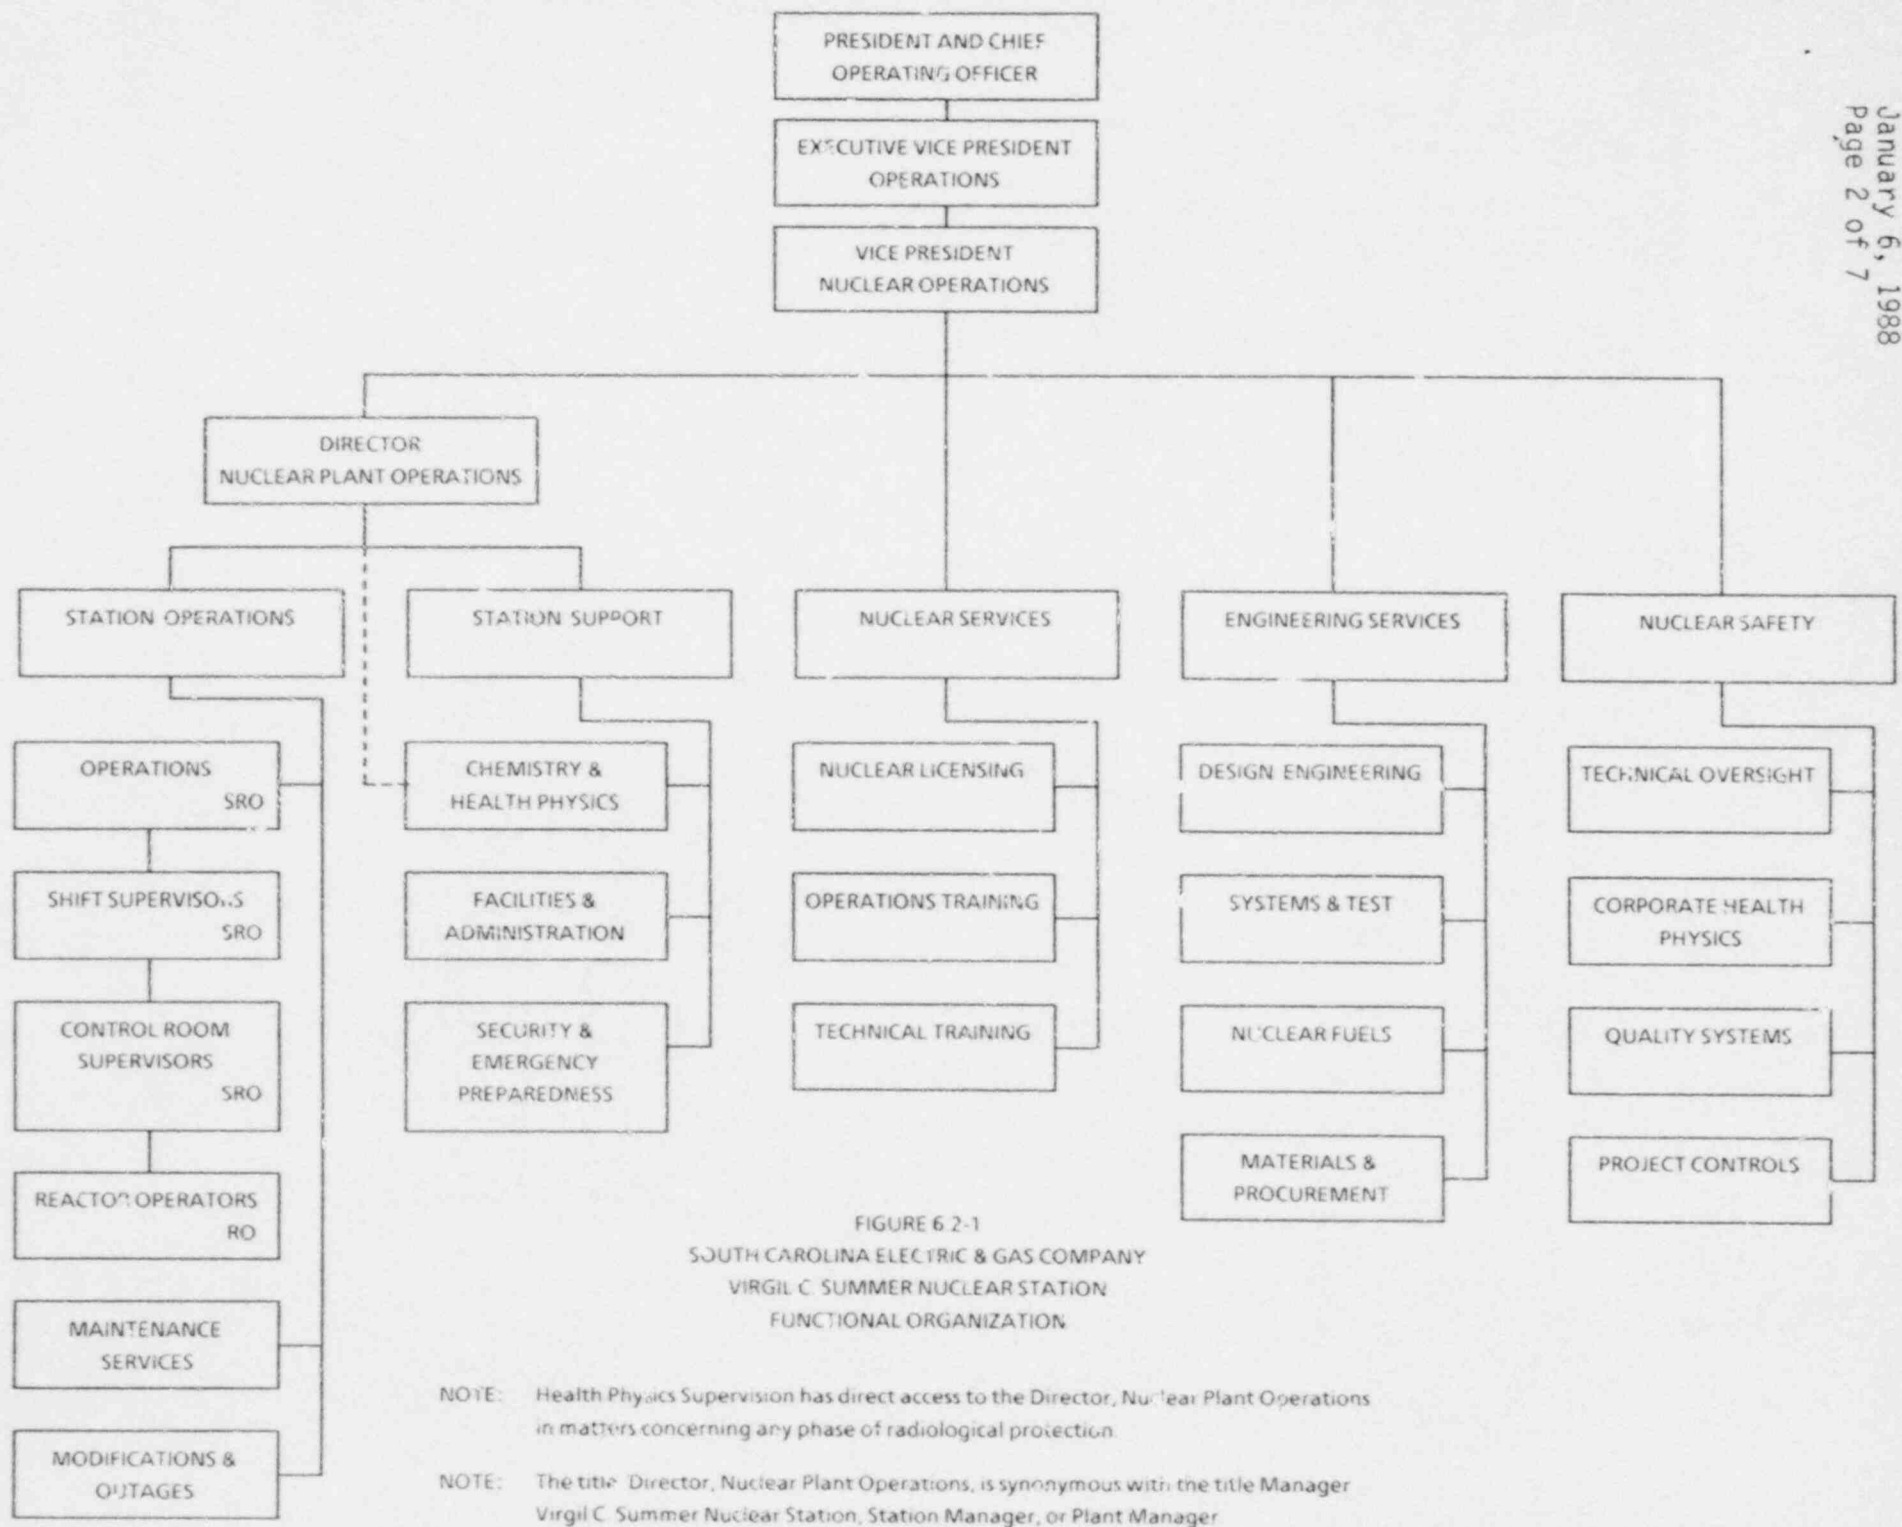 January 6, 1988
Page 2 of 7
PRESIDENT AND CHIEF
OPERATING OFFICER
EXECUTIVE VICE PRESIDENT
OPERATIONS
VICE PRESIDENT
NUCLEAR OPERATIONS
DIRECTOR
NUCLEAR PLANT OPERATIONS
STATION OPERATIONS
STATION SUPPORT
NUCLEAR SERVICES
ENGINEERING SERVICES
NUCLEAR SAFETY
OPERATIONS
SRO
SHIFT SUPERVISORS
SRO
CONTROL ROOM
SUPERVISORS
SRO
REACTOR OPERATORS
RO
MAINTENANCE
SERVICES
MODIFICATIONS &
OUTAGES
CHEMISTRY &
HEALTH PHYSICS
FACILITIES &
ADMINISTRATION
SECURITY &
EMERGENCY
PREPAREDNESS
NUCLEAR LICENSING
OPERATIONS TRAINING
TECHNICAL TRAINING
DESIGN ENGINEERING
SYSTEMS & TEST
NUCLEAR FUELS
MATERIALS &
PROCUREMENT
TECHNICAL OVERSIGHT
CORPORATE HEALTH
PHYSICS
QUALITY SYSTEMS
PROJECT CONTROLS
FIGURE 6.2-1
SOUTH CAROLINA ELECTRIC & GAS COMPANY
VIRGIL C. SUMMER NUCLEAR STATION
FUNCTIONAL ORGANIZATION
NOTE: Health Physics Supervision has direct access to the Director, Nuclear Plant Operations
in matters concerning any phase of radiological protection.
NOTE: The title Director, Nuclear Plant Operations, is synonymous with the title Manager
Virgil C. Summer Nuclear Station, Station Manager, or Plant Manager